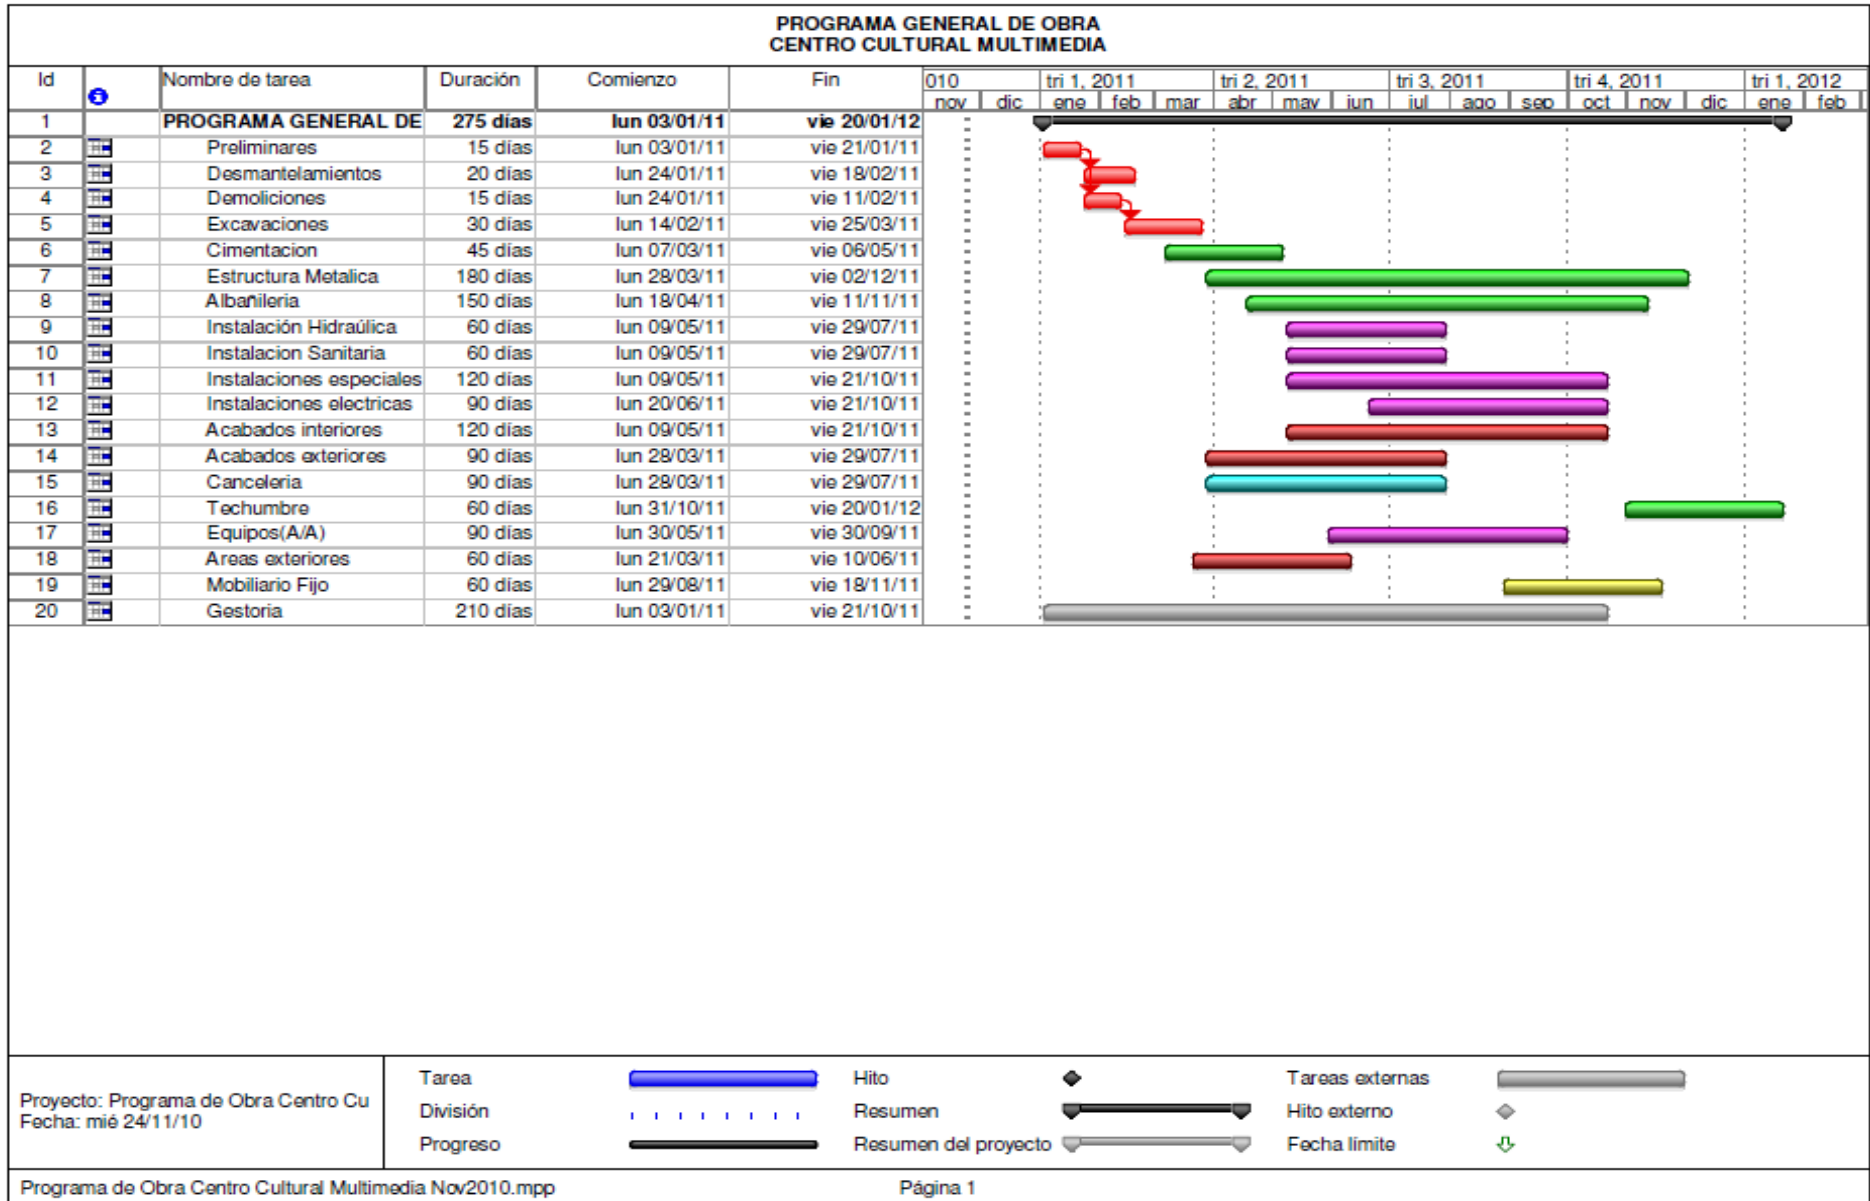 PROGRAMA GENERAL DE OBRA
CENTRO CULTURAL MULTIMEDIA
Id Nombre de tarea Duración Comienzo Fin 010 tri 1, 2011 tri 2, 2011 tri 3, 2011 tri 4, 2011 tri 1, 2012
nov dic ene feb mar abr may jun jul ago sep oct nov dic ene feb
1 PROGRAMA GENERAL DE 275 días lun 03/01/11 vie 20/01/12
2 Preliminares 15 días lun 03/01/11 vie 21/01/11
3 Desmantelamientos 20 días lun 24/01/11 vie 18/02/11
4 Demoliciones 15 días lun 24/01/11 vie 11/02/11
5 Excavaciones 30 días lun 14/02/11 vie 25/03/11
6 Cimentacion 45 días lun 07/03/11 vie 06/05/11
7 Estructura Metalica 180 días lun 28/03/11 vie 02/12/11
8 Albañileria 150 días lun 18/04/11 vie 11/11/11
9 Instalación Hidraúlica 60 días lun 09/05/11 vie 29/07/11
10 Instalacion Sanitaria 60 días lun 09/05/11 vie 29/07/11
11 Instalaciones especiales 120 días lun 09/05/11 vie 21/10/11
12 Instalaciones electricas 90 días lun 20/06/11 vie 21/10/11
13 Acabados interiores 120 días lun 09/05/11 vie 21/10/11
14 Acabados exteriores 90 días lun 28/03/11 vie 29/07/11
15 Canceleria 90 días lun 28/03/11 vie 29/07/11
16 Techumbre 60 días lun 31/10/11 vie 20/01/12
17 Equipos(A/A) 90 días lun 30/05/11 vie 30/09/11
18 Areas exteriores 60 días lun 21/03/11 vie 10/06/11
19 Mobiliario Fijo 60 días lun 29/08/11 vie 18/11/11
20 Gestoria 210 días lun 03/01/11 vie 21/10/11
Proyecto: Programa de Obra Centro Cu
Fecha: mié 24/11/10
Tarea Hito Tareas externas
División Resumen Hito externo
Progreso Resumen del proyecto Fecha límite
Programa de Obra Centro Cultural Multimedia Nov2010.mpp Página 1